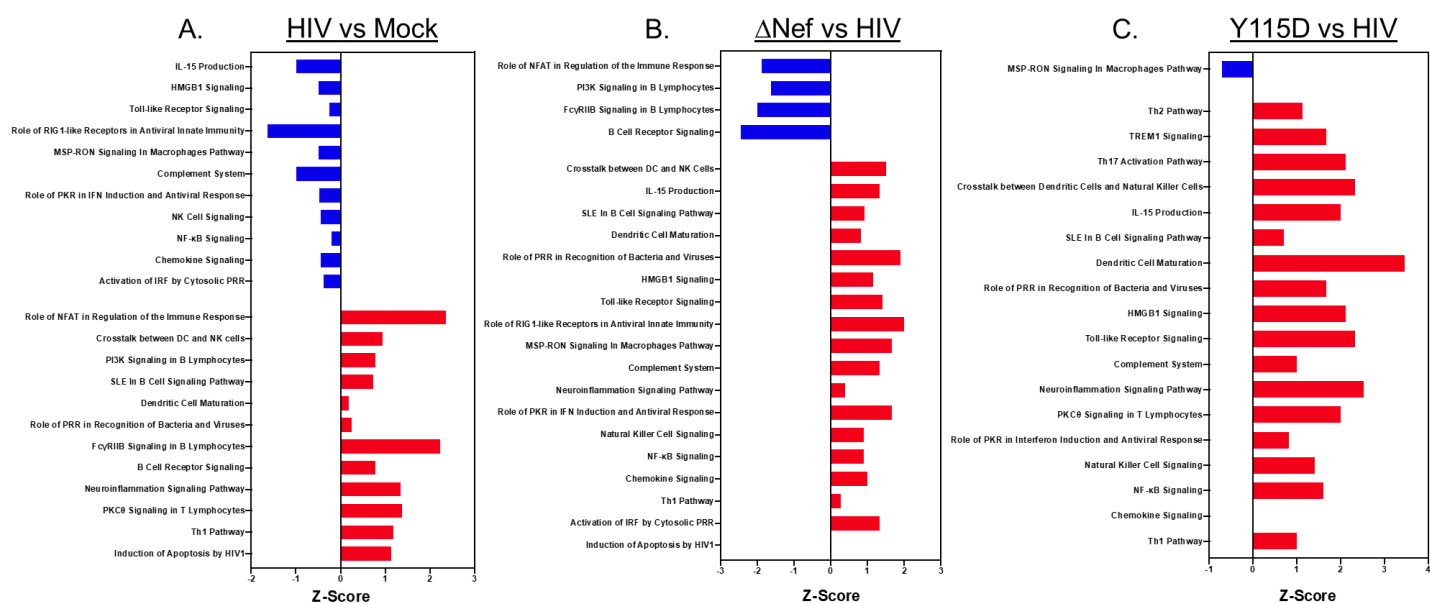 A.
HIV vs Mock
IL-15 Production
HMGB1 Signaling
Toll-like Receptor Signaling
Role of RIG1-like Receptors in Antiviral Innate Immunity
MSP-RON Signaling In Macrophages Pathway
Complement System
Role of PKR in IFN Induction and Antiviral Response
NK Cell Signaling
NF-κB Signaling
Chemokine Signaling
Activation of IRF by Cytosolic PRR
Role of NFAT in Regulation of the Immune Response
Crosstalk between DC and NK cells
PI3K Signaling in B Lymphocytes
SLE In B Cell Signaling Pathway
Dendritic Cell Maturation
Role of PRR in Recognition of Bacteria and Viruses
FcγRIIB Signaling in B Lymphocytes
B Cell Receptor Signaling
Neuroinflammation Signaling Pathway
PKCθ Signaling in T Lymphocytes
Th1 Pathway
Induction of Apoptosis by HIV1
-2 -1 0 1 2 3
Z-Score
B.
ΔNef vs HIV
Role of NFAT in Regulation of the Immune Response
PI3K Signaling in B Lymphocytes
FcγRIIB Signaling in B Lymphocytes
B Cell Receptor Signaling
Crosstalk between DC and NK Cells
IL-15 Production
SLE In B Cell Signaling Pathway
Dendritic Cell Maturation
Role of PRR in Recognition of Bacteria and Viruses
HMGB1 Signaling
Toll-like Receptor Signaling
Role of RIG1-like Receptors in Antiviral Innate Immunity
MSP-RON Signaling In Macrophages Pathway
Complement System
Neuroinflammation Signaling Pathway
Role of PKR in IFN Induction and Antiviral Response
Natural Killer Cell Signaling
NF-κB Signaling
Chemokine Signaling
Th1 Pathway
Activation of IRF by Cytosolic PRR
Induction of Apoptosis by HIV1
-3 -2 -1 0 1 2 3
Z-Score
C.
Y115D vs HIV
MSP-RON Signaling In Macrophages Pathway
Th2 Pathway
TREM1 Signaling
Th17 Activation Pathway
Crosstalk between Dendritic Cells and Natural Killer Cells
IL-15 Production
SLE In B Cell Signaling Pathway
Dendritic Cell Maturation
Role of PRR in Recognition of Bacteria and Viruses
HMGB1 Signaling
Toll-like Receptor Signaling
Complement System
Neuroinflammation Signaling Pathway
PKCθ Signaling in T Lymphocytes
Role of PKR in Interferon Induction and Antiviral Response
Natural Killer Cell Signaling
NF-κB Signaling
Chemokine Signaling
Th1 Pathway
-1 0 1 2 3 4
Z-Score